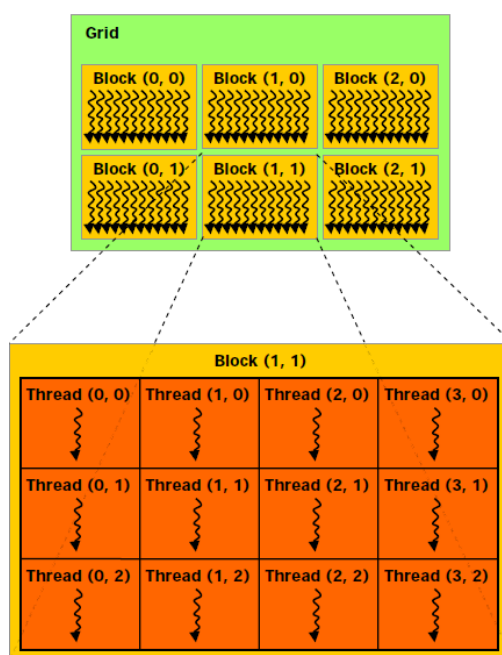 Grid
Block (0, 0) Block (1, 0) Block (2, 0)
Block (0, 1) Block (1, 1) Block (2, 1)
Block (1, 1)
Thread (0, 0) Thread (1, 0) Thread (2, 0) Thread (3, 0)
Thread (0, 1) Thread (1, 1) Thread (2, 1) Thread (3, 1)
Thread (0, 2) Thread (1, 2) Thread (2, 2) Thread (3, 2)